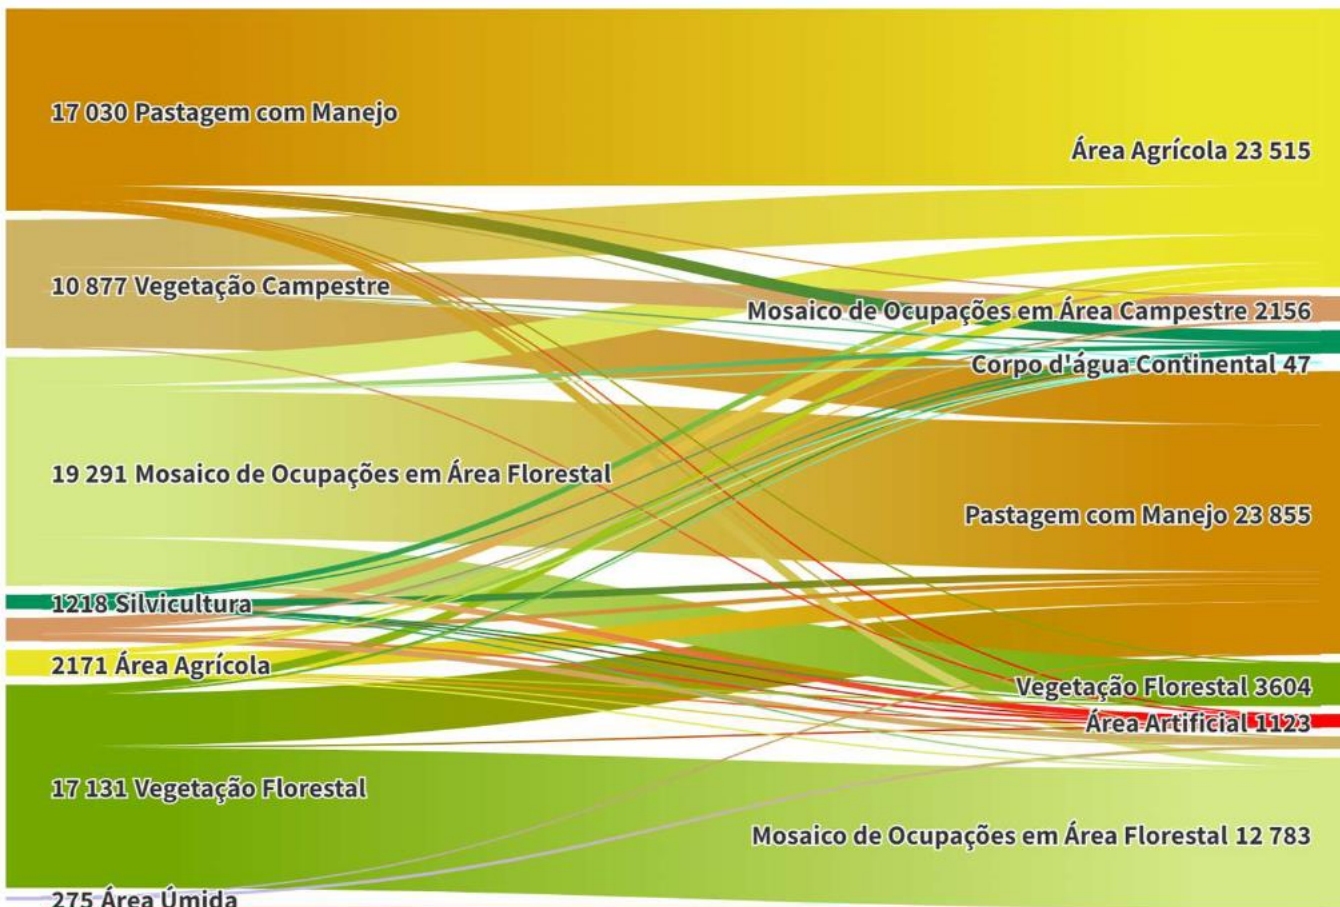 17 030 Pastagem com Manejo
Área Agrícola 23 515
10 877 Vegetação Campestre
Mosaico de Ocupações em Área Campestre 2156
Corpo d'água Continental 47
19 291 Mosaico de Ocupações em Área Florestal
Pastagem com Manejo 23 855
1218 Silvicultura
2171 Área Agrícola
Vegetação Florestal 3604
Área Artificial 1123
17 131 Vegetação Florestal
Mosaico de Ocupações em Área Florestal 12 783
275 Área Úmida